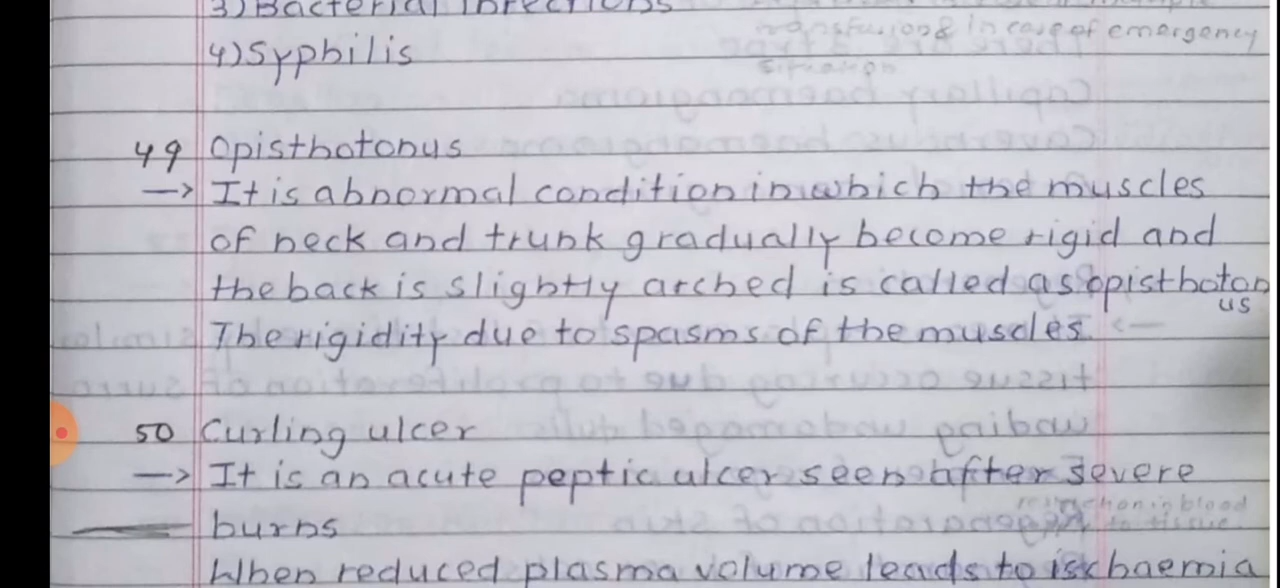 3) Bacterial infections
4) Syphilis
49 Opisthotonus
→ It is abnormal condition in which the muscles
of neck and trunk gradually become rigid and
the back is slightly arched is called as opisthoton
us
The rigidity due to spasms of the muscles.
50 Curling ulcer
→ It is an acute peptic ulcer seen after severe
burns
When reduced plasma volume leads to ischaemia